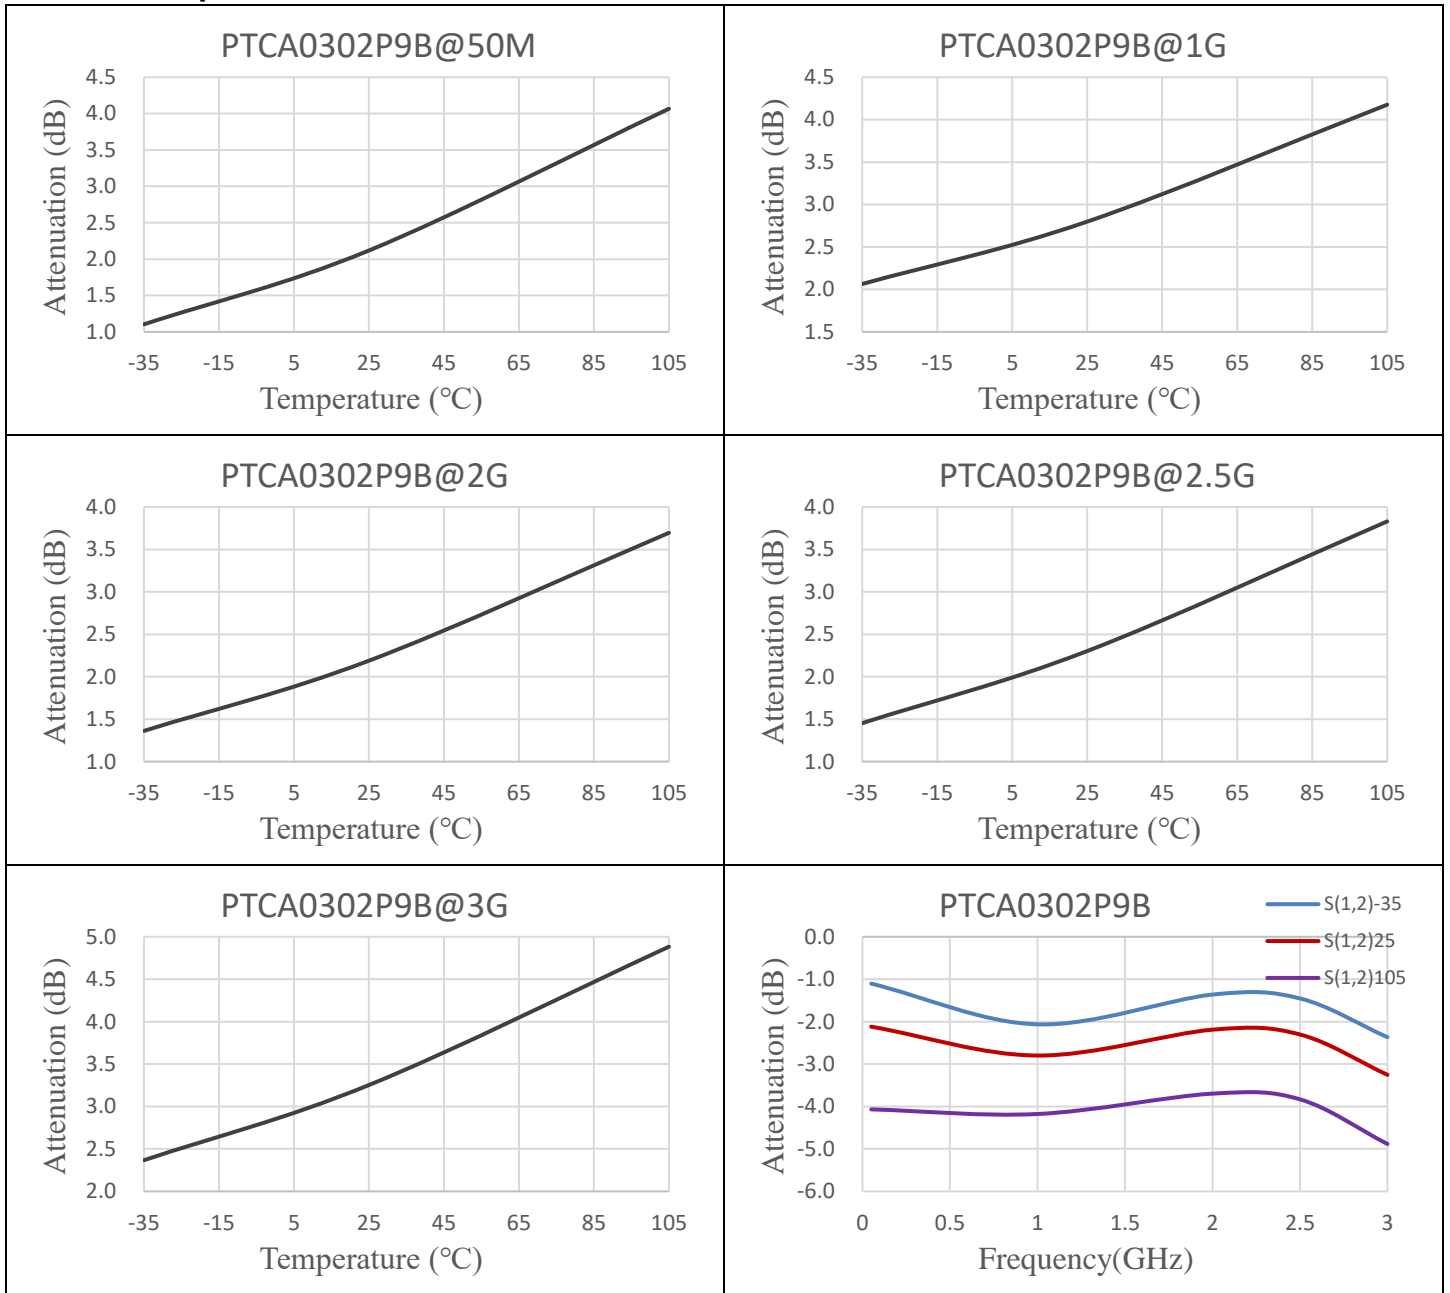 PTCA0302P9B@50M
Attenuation (dB)
4.5
4.0
3.5
3.0
2.5
2.0
1.5
1.0
-35 -15 5 25 45 65 85 105
Temperature (℃)
PTCA0302P9B@1G
Attenuation (dB)
4.5
4.0
3.5
3.0
2.5
2.0
1.5
-35 -15 5 25 45 65 85 105
Temperature (℃)
PTCA0302P9B@2G
Attenuation (dB)
4.0
3.5
3.0
2.5
2.0
1.5
1.0
-35 -15 5 25 45 65 85 105
Temperature (℃)
PTCA0302P9B@2.5G
Attenuation (dB)
4.0
3.5
3.0
2.5
2.0
1.5
1.0
-35 -15 5 25 45 65 85 105
Temperature (℃)
PTCA0302P9B@3G
Attenuation (dB)
5.0
4.5
4.0
3.5
3.0
2.5
2.0
-35 -15 5 25 45 65 85 105
Temperature (℃)
PTCA0302P9B
S(1,2)-35
S(1,2)25
S(1,2)105
Attenuation (dB)
0.0
-1.0
-2.0
-3.0
-4.0
-5.0
-6.0
0 0.5 1 1.5 2 2.5 3
Frequency(GHz)